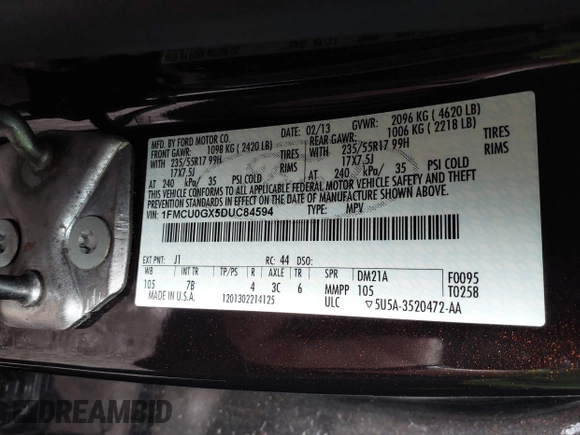 MFD. BY FORD MOTOR CO.
DATE: 02/13 GVWR: 2096 KG ( 4620 LB)
FRONT GAWR: 1098 KG ( 2420 LB) REAR GAWR: 1006 KG ( 2218 LB)
WITH 235/55R17 99H TIRES WITH 235/55R17 99H TIRES
17X7.5J RIMS 17X7.5J RIMS
AT 240 kPa/ 35 PSI COLD AT 240 kPa/ 35 PSI COLD
THIS VEHICLE CONFORMS TO ALL APPLICABLE FEDERAL MOTOR VEHICLE SAFETY AND THEFT PREVENTION STANDARDS IN
EFFECT ON THE DATE OF MANUFACTURE SHOWN ABOVE.
VIN: 1FMCU0GX5DUC84594 TYPE: MPV
EXT PNT: J1 RC: 44 DSO:
WB INT TR TP/PS R AXLE TR SPR DM21A F0095
105 7B 4 3C 6 MMPP 105 T0258
MADE IN U.S.A. 1201302214125 ULC ▽5U5A-3520472-AA
DREAMBID